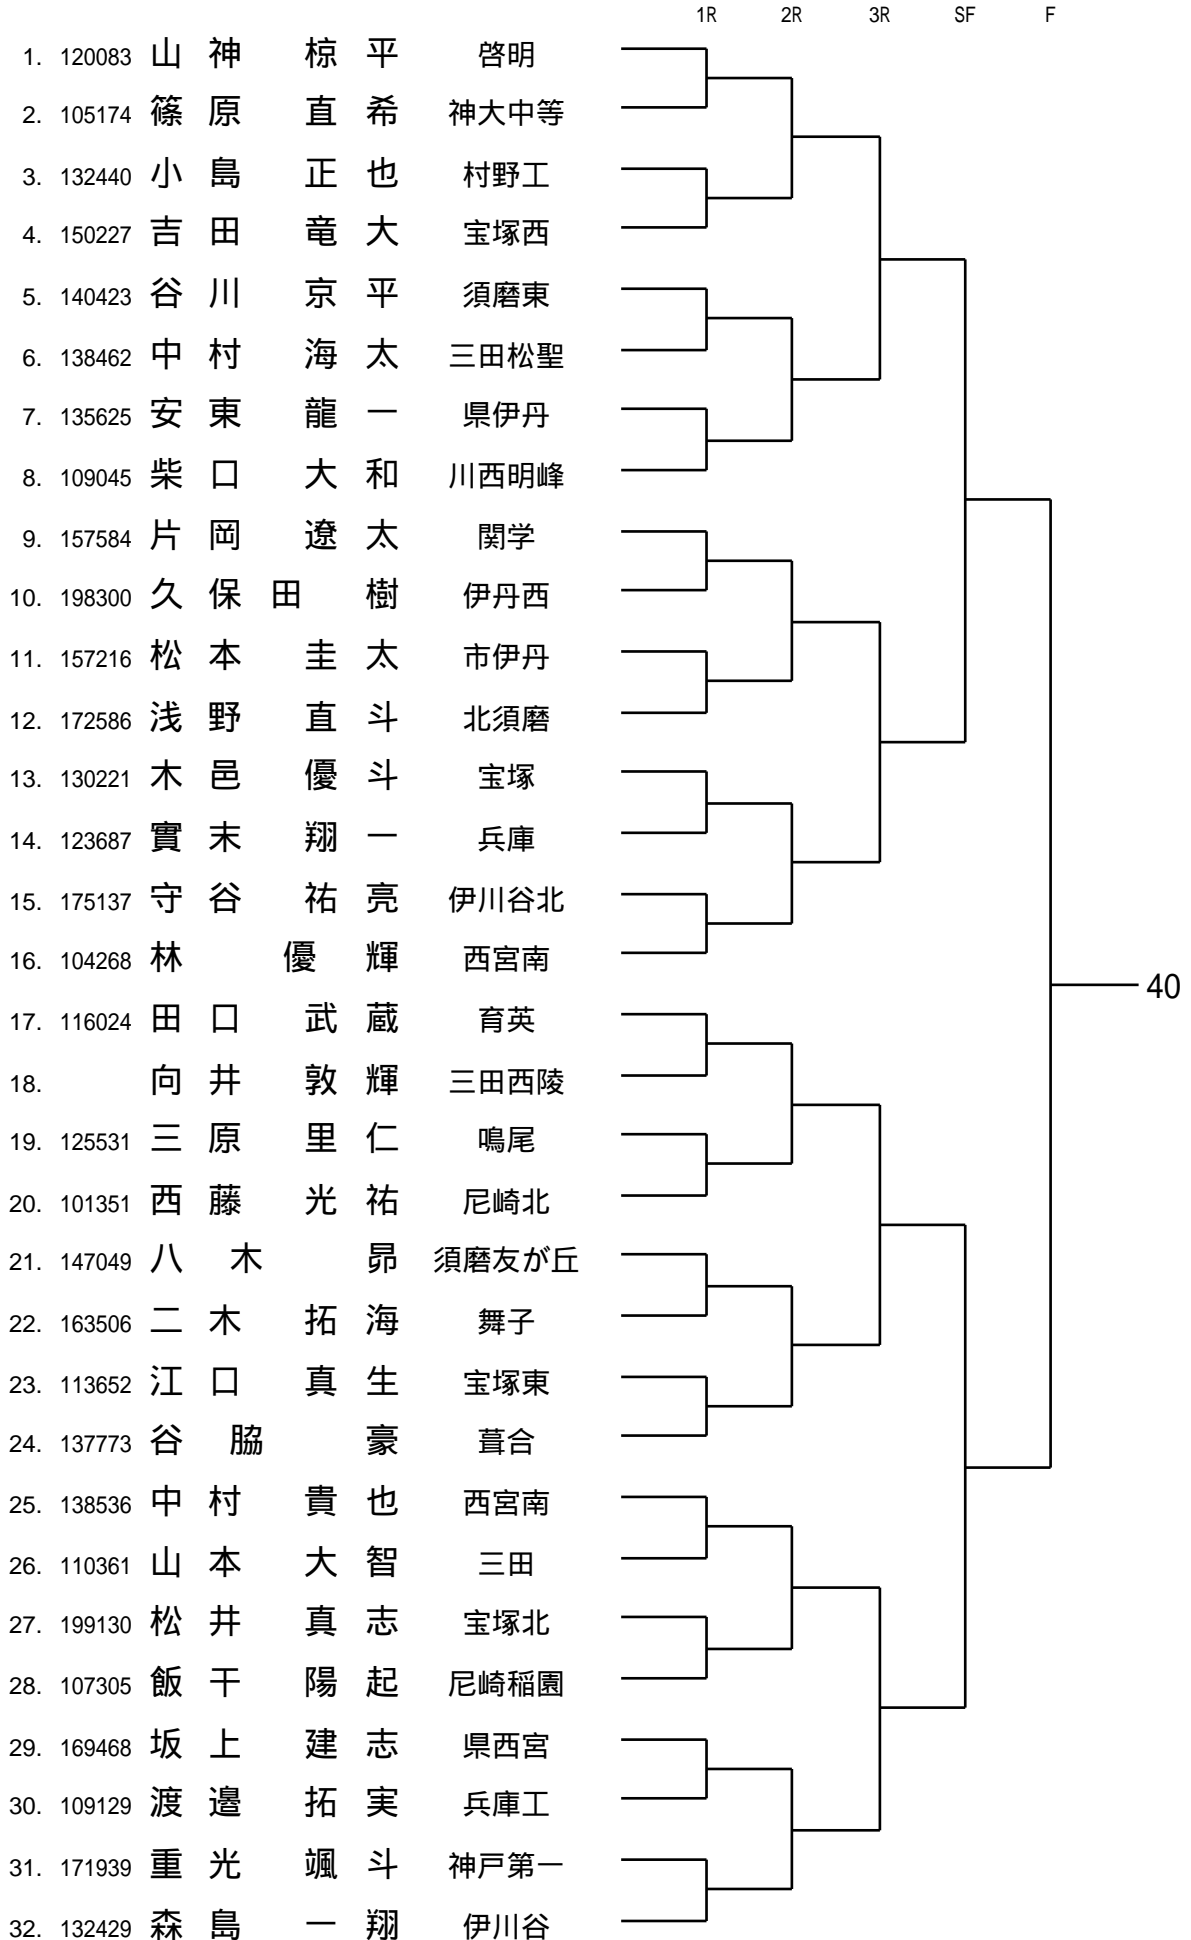 1R 2R 3R SF F
1. 120083 山神 椋平 啓明
2. 105174 篠原 直希 神大中等
3. 132440 小島 正也 村野工
4. 150227 吉田 竜大 宝塚西
5. 140423 谷川 京平 須磨東
6. 138462 中村 海太 三田松聖
7. 135625 安東 龍一 県伊丹
8. 109045 柴口 大和 川西明峰
9. 157584 片岡 遼太 関学
10. 198300 久保田 樹 伊丹西
11. 157216 松本 圭太 市伊丹
12. 172586 浅野 直斗 北須磨
13. 130221 木邑 優斗 宝塚
14. 123687 實末 翔一 兵庫
15. 175137 守谷 祐亮 伊川谷北
16. 104268 林 優輝 西宮南
40
17. 116024 田口 武蔵 育英
18. 向井 敦輝 三田西陵
19. 125531 三原 里仁 鳴尾
20. 101351 西藤 光祐 尼崎北
21. 147049 八木 昴 須磨友が丘
22. 163506 二木 拓海 舞子
23. 113652 江口 真生 宝塚東
24. 137773 谷脇 豪 葺合
25. 138536 中村 貴也 西宮南
26. 110361 山本 大智 三田
27. 199130 松井 真志 宝塚北
28. 107305 飯干 陽起 尼崎稲園
29. 169468 坂上 建志 県西宮
30. 109129 渡邉 拓実 兵庫工
31. 171939 重光 颯斗 神戸第一
32. 132429 森島 一翔 伊川谷